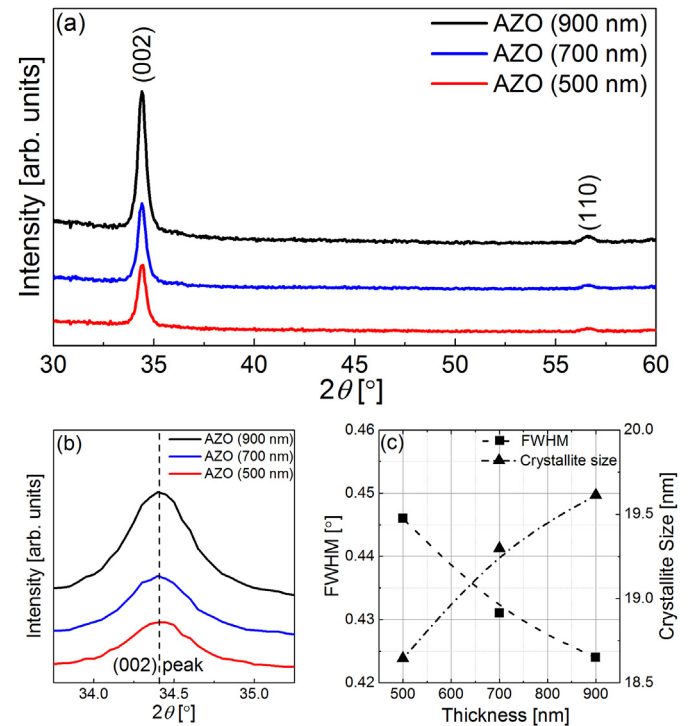 (a)
(002)
AZO (900 nm)
AZO (700 nm)
AZO (500 nm)
(110)
Intensity [arb. units]
30 35 40 45 50 55 60
2θ [°]
(b)
AZO (900 nm)
AZO (700 nm)
AZO (500 nm)
Intensity [arb. units]
(002) peak
34.0 34.5 35.0
2θ [°]
(c)
FWHM
Crystallite size
0.46
0.45
0.44
0.43
0.42
FWHM [°]
20.0
19.5
19.0
18.5
Crystallite Size [nm]
500 600 700 800 900
Thickness [nm]